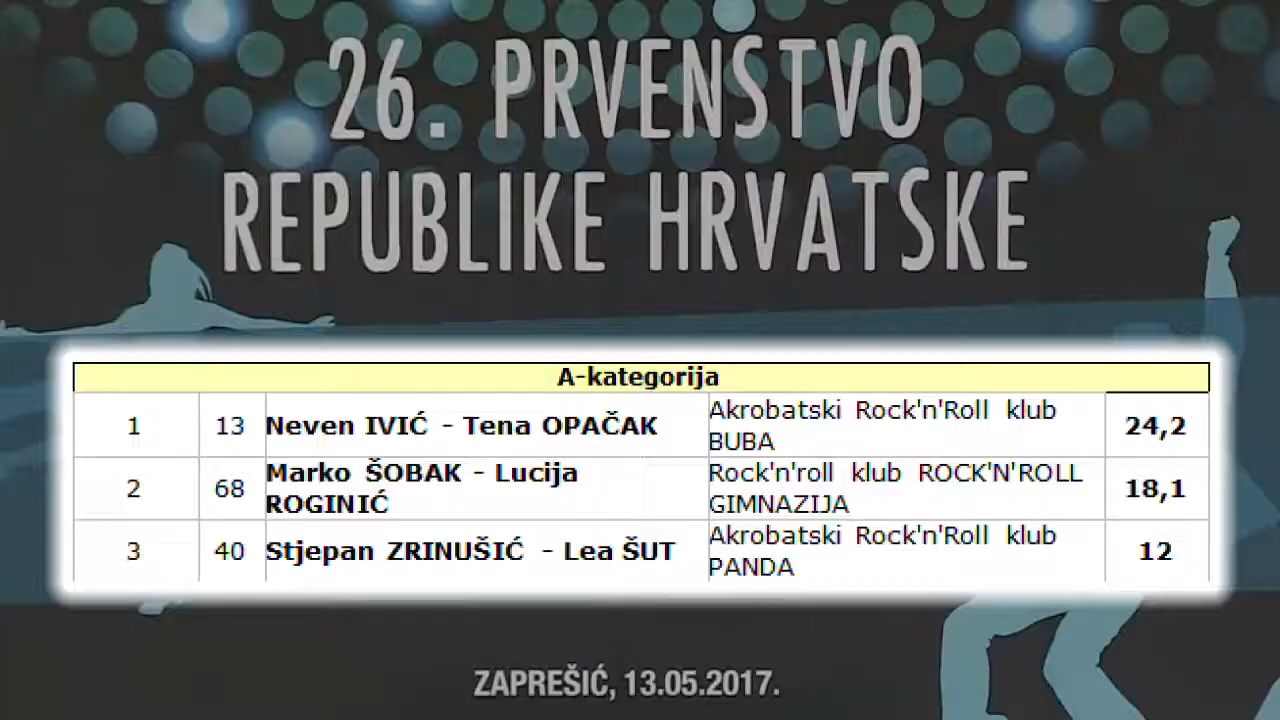 26. PRVENSTVO
REPUBLIKE HRVATSKE
A-kategorija
1 13 Neven IVIĆ - Tena OPAČAK Akrobatski Rock'n'Roll klub BUBA 24,2
2 68 Marko ŠOBAK - Lucija ROGINIĆ Rock'n'roll klub ROCK'N'ROLL GIMNAZIJA 18,1
3 40 Stjepan ZRINUŠIĆ - Lea ŠUT Akrobatski Rock'n'Roll klub PANDA 12
ZAPREŠIĆ, 13.05.2017.